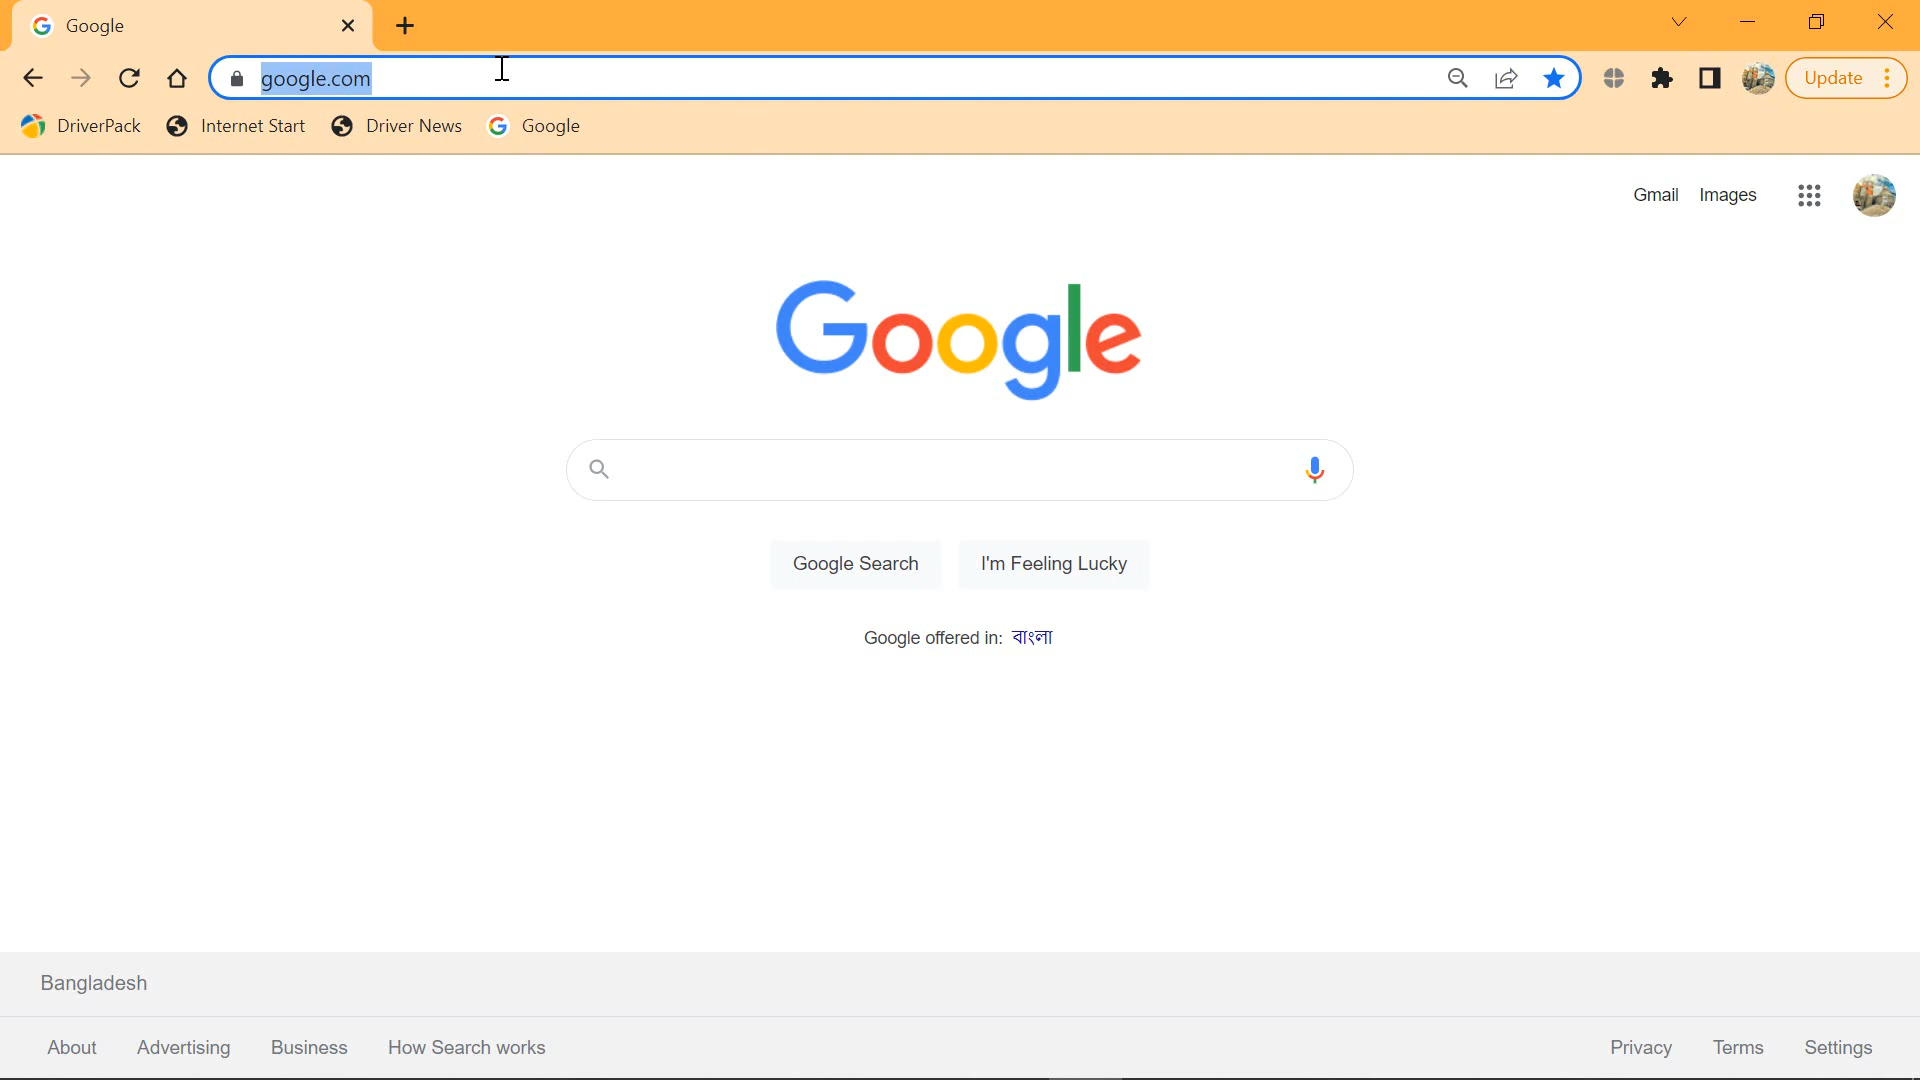 Google
google.com
Update
DriverPack Internet Start Driver News Google
Gmail Images
Google
Google Search I'm Feeling Lucky
Google offered in: বাংলা
Bangladesh
About Advertising Business How Search works Privacy Terms Settings